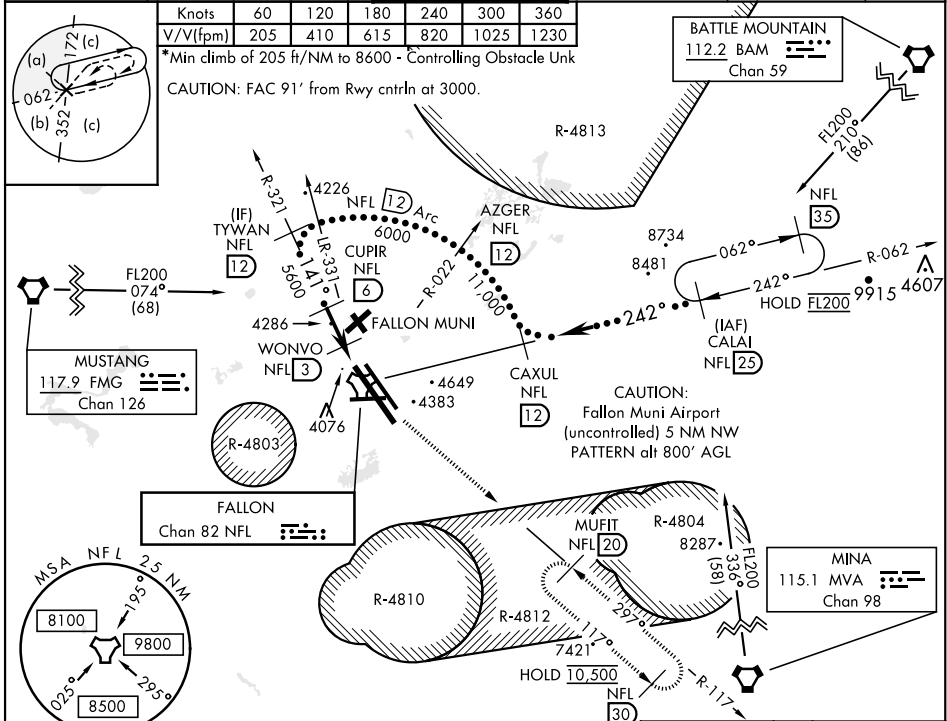 Knots 60 120 180 240 300 360
V/V(fpm) 205 410 615 820 1025 1230
*Min climb of 205 ft/NM to 8600 - Controlling Obstacle Unk
CAUTION: FAC 91' from Rwy cntrln at 3000.
172
(c)
(a)
062
(b)
352
(c)
BATTLE MOUNTAIN
112.2 BAM
Chan 59
FL200
210°
(86)
R-4813
NFL
35
R-321
4226
NFL 12 Arc
6000
(IF)
TYWAN
NFL
12
LR-331
141°
5600
CUPIR
NFL
6
R-022
AZGER
NFL
12
11,000
8734
8481
062°
R-062
242°
HOLD FL200
9915
4607
242°
(IAF)
CALAI
NFL 25
FL200
074°
(68)
MUSTANG
117.9 FMG
Chan 126
4286
FALLON MUNI
WONVO
NFL 3
4649
4383
4076
CAXUL
NFL
12
CAUTION:
Fallon Muni Airport
(uncontrolled) 5 NM NW
PATTERN alt 800' AGL
R-4803
FALLON
Chan 82 NFL
MUFIT
NFL 20
R-4804
8287
FL200
336°
(58)
MINA
115.1 MVA
Chan 98
R-4810
R-4812
297°
117°
7421
HOLD 10,500
NFL
30
R-117
MSA NFL 25 NM
195°
8100
9800
025°
295°
8500